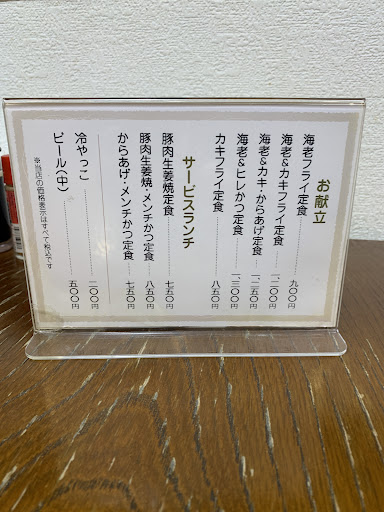 お献立
海老フライ定食 九〇〇円
海老&カキフライ定食 一、二〇〇円
海老&カキ・からあげ定食 一、二五〇円
海老&ヒレかつ定食 一、三〇〇円
カキフライ定食 八五〇円
サービスランチ
豚肉生姜焼定食 七五〇円
豚肉生姜焼・メンチかつ定食 八五〇円
からあげ・メンチかつ定食 七五〇円
冷やっこ 二〇〇円
ビール(中) 五〇〇円
※当店の価格表示はすべて税込です